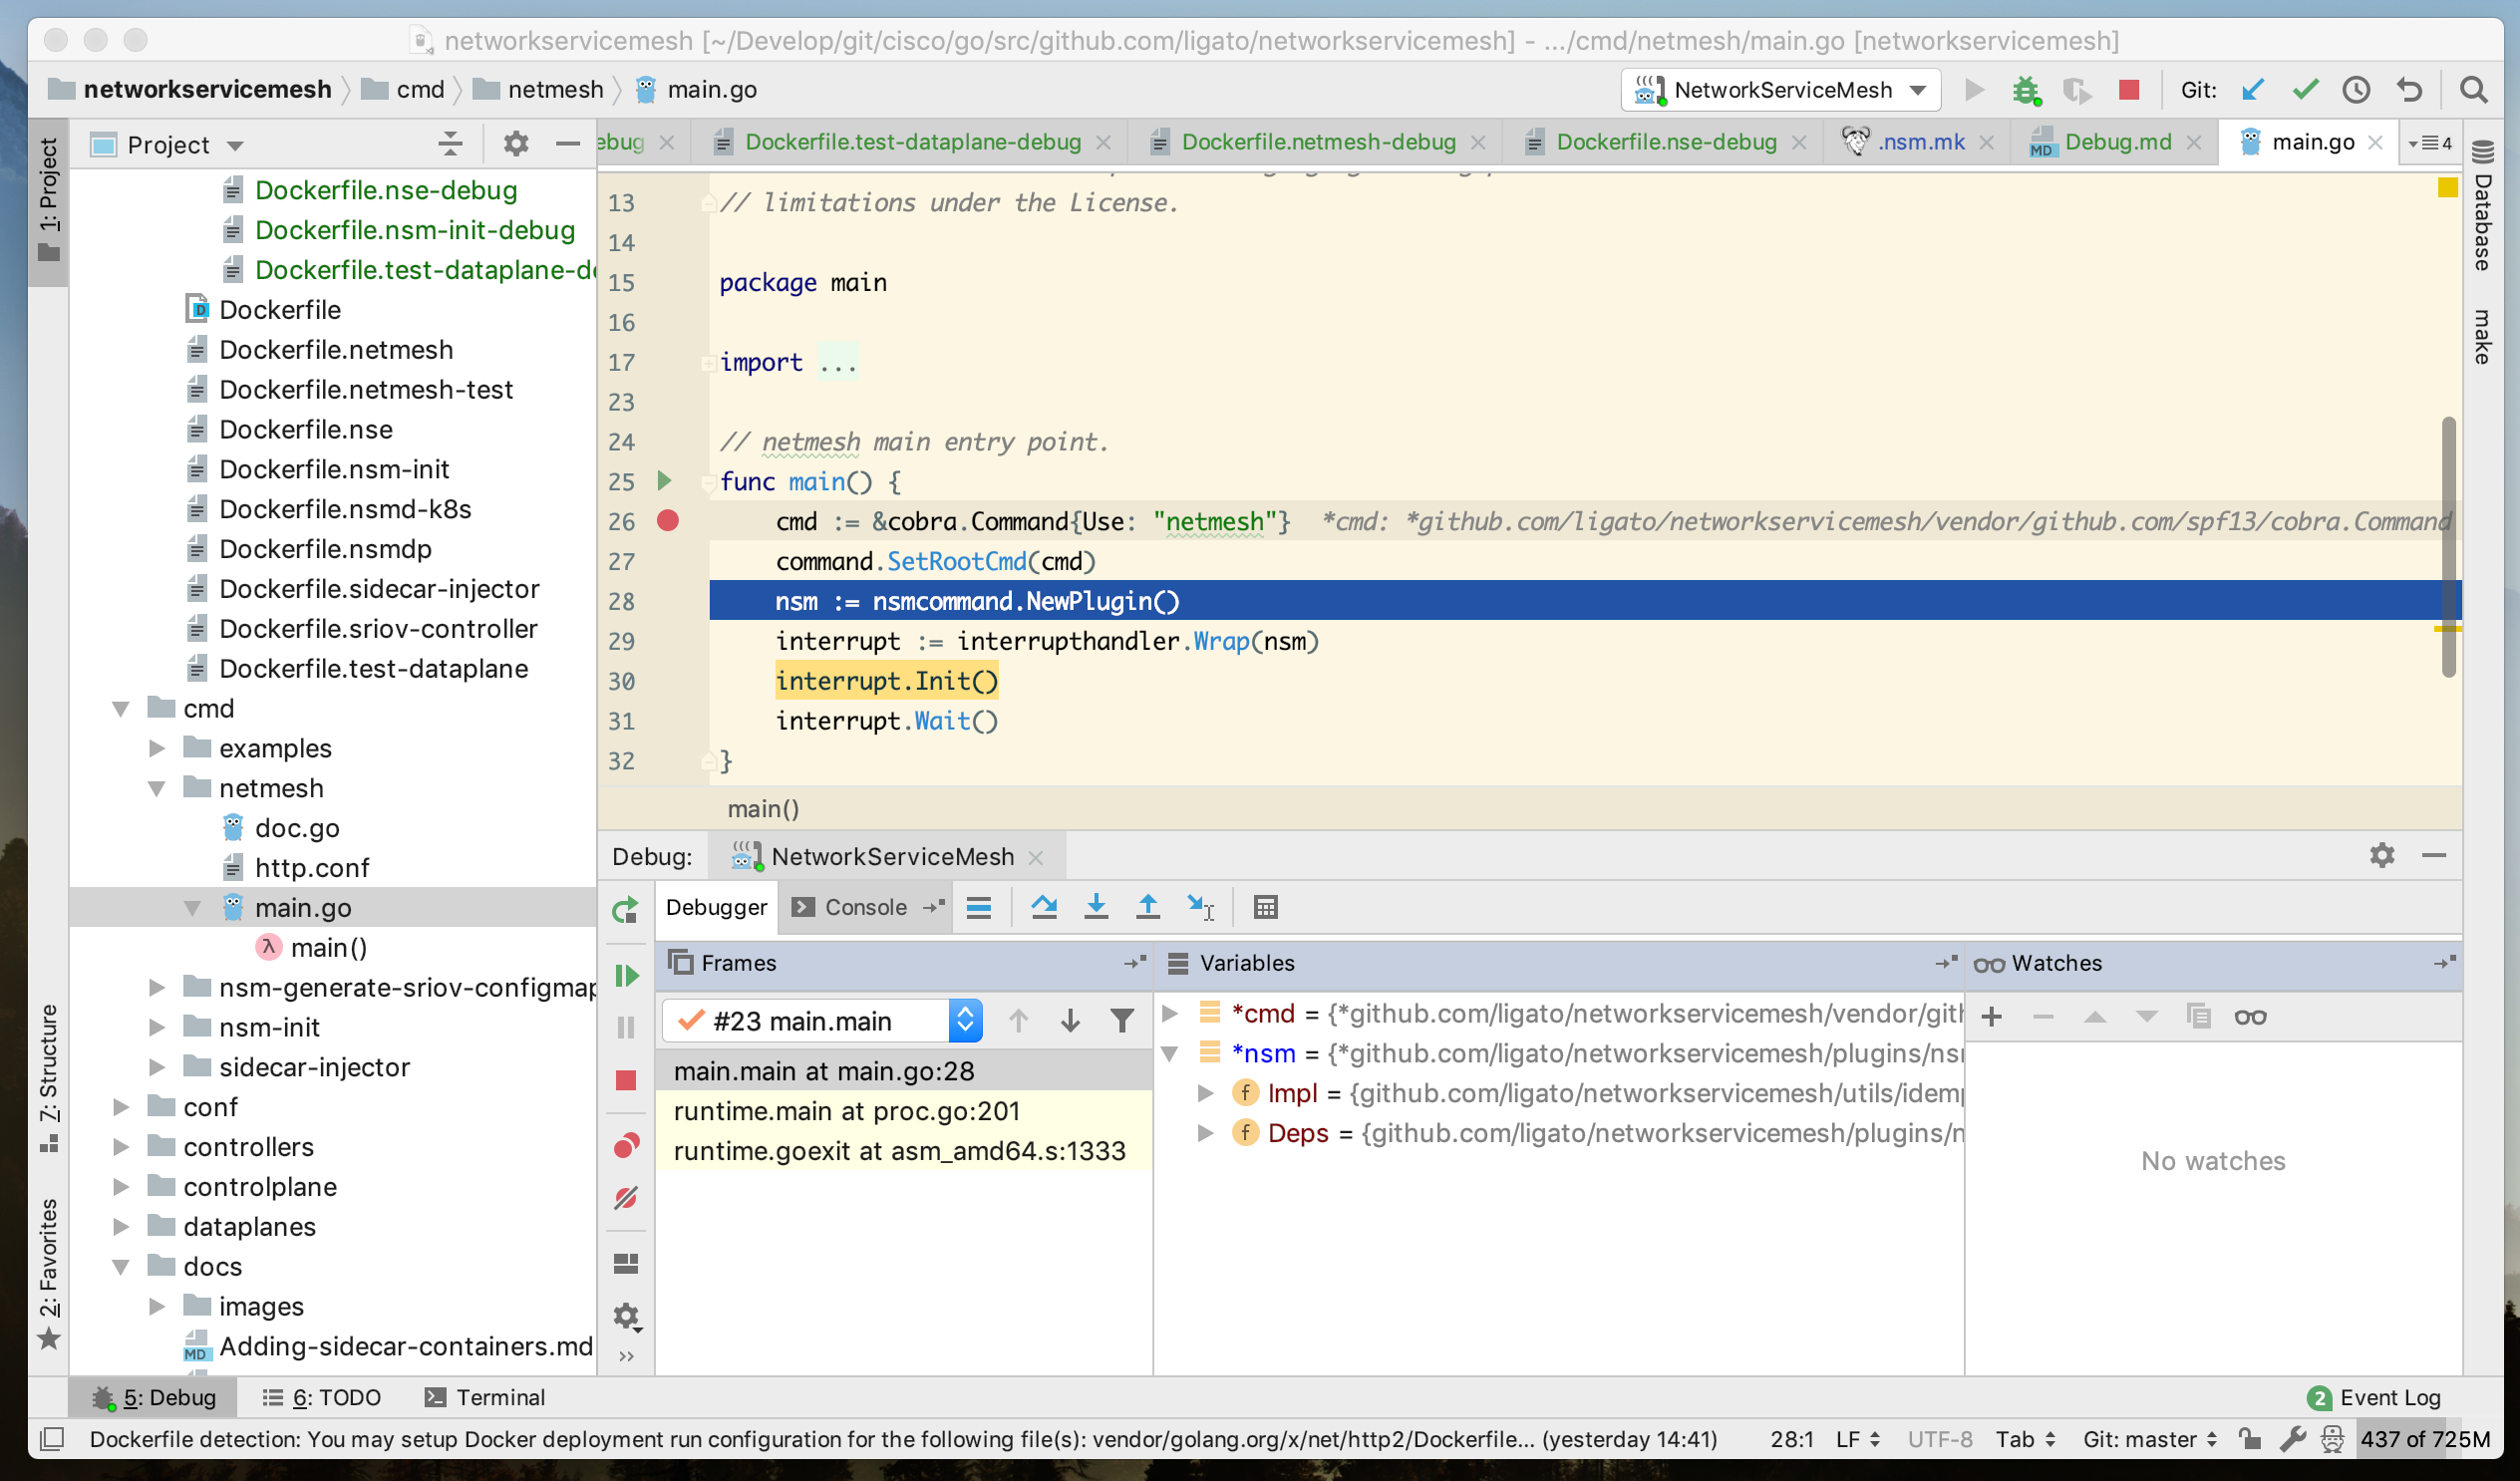 networkservicemesh [~/Develop/git/cisco/go/src/github.com/ligato/networkservicemesh] - .../cmd/netmesh/main.go [networkservicemesh]
networkservicemesh cmd netmesh main.go
NetworkServiceMesh
Git:
1: Project
Project
ebug
Dockerfile.test-dataplane-debug
Dockerfile.netmesh-debug
Dockerfile.nse-debug
.nsm.mk
MD Debug.md
main.go
4
Dockerfile.nse-debug
Dockerfile.nsm-init-debug
Dockerfile.test-dataplane-de
Dockerfile
Dockerfile.netmesh
Dockerfile.netmesh-test
Dockerfile.nse
Dockerfile.nsm-init
Dockerfile.nsmd-k8s
Dockerfile.nsmdp
Dockerfile.sidecar-injector
Dockerfile.sriov-controller
Dockerfile.test-dataplane
cmd
examples
netmesh
doc.go
http.conf
main.go
λ main()
nsm-generate-sriov-configmap
nsm-init
sidecar-injector
conf
controllers
controlplane
dataplanes
docs
images
MD Adding-sidecar-containers.md
7: Structure
2: Favorites
13 // limitations under the License.
14
15 package main
16
17 import ...
23
24 // netmesh main entry point.
25 func main() {
26 cmd := &cobra.Command{Use: "netmesh"} *cmd: *github.com/ligato/networkservicemesh/vendor/github.com/spf13/cobra.Command
27 command.SetRootCmd(cmd)
28 nsm := nsmcommand.NewPlugin()
29 interrupt := interrupthandler.Wrap(nsm)
30 interrupt.Init()
31 interrupt.Wait()
32 }
main()
Database
make
Debug: NetworkServiceMesh
Debugger Console
Frames
#23 main.main
main.main at main.go:28
runtime.main at proc.go:201
runtime.goexit at asm_amd64.s:1333
Variables
*cmd = {*github.com/ligato/networkservicemesh/vendor/gith
*nsm = {*github.com/ligato/networkservicemesh/plugins/nsm
f Impl = {github.com/ligato/networkservicemesh/utils/idemp
f Deps = {github.com/ligato/networkservicemesh/plugins/n
Watches
No watches
5: Debug 6: TODO Terminal
2 Event Log
Dockerfile detection: You may setup Docker deployment run configuration for the following file(s): vendor/golang.org/x/net/http2/Dockerfile... (yesterday 14:41)
28:1 LF UTF-8 Tab Git: master 437 of 725M